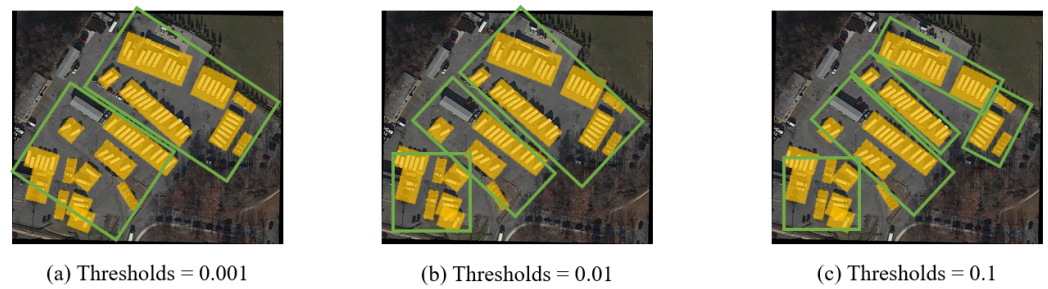 (a) Thresholds = 0.001
(b) Thresholds = 0.01
(c) Thresholds = 0.1